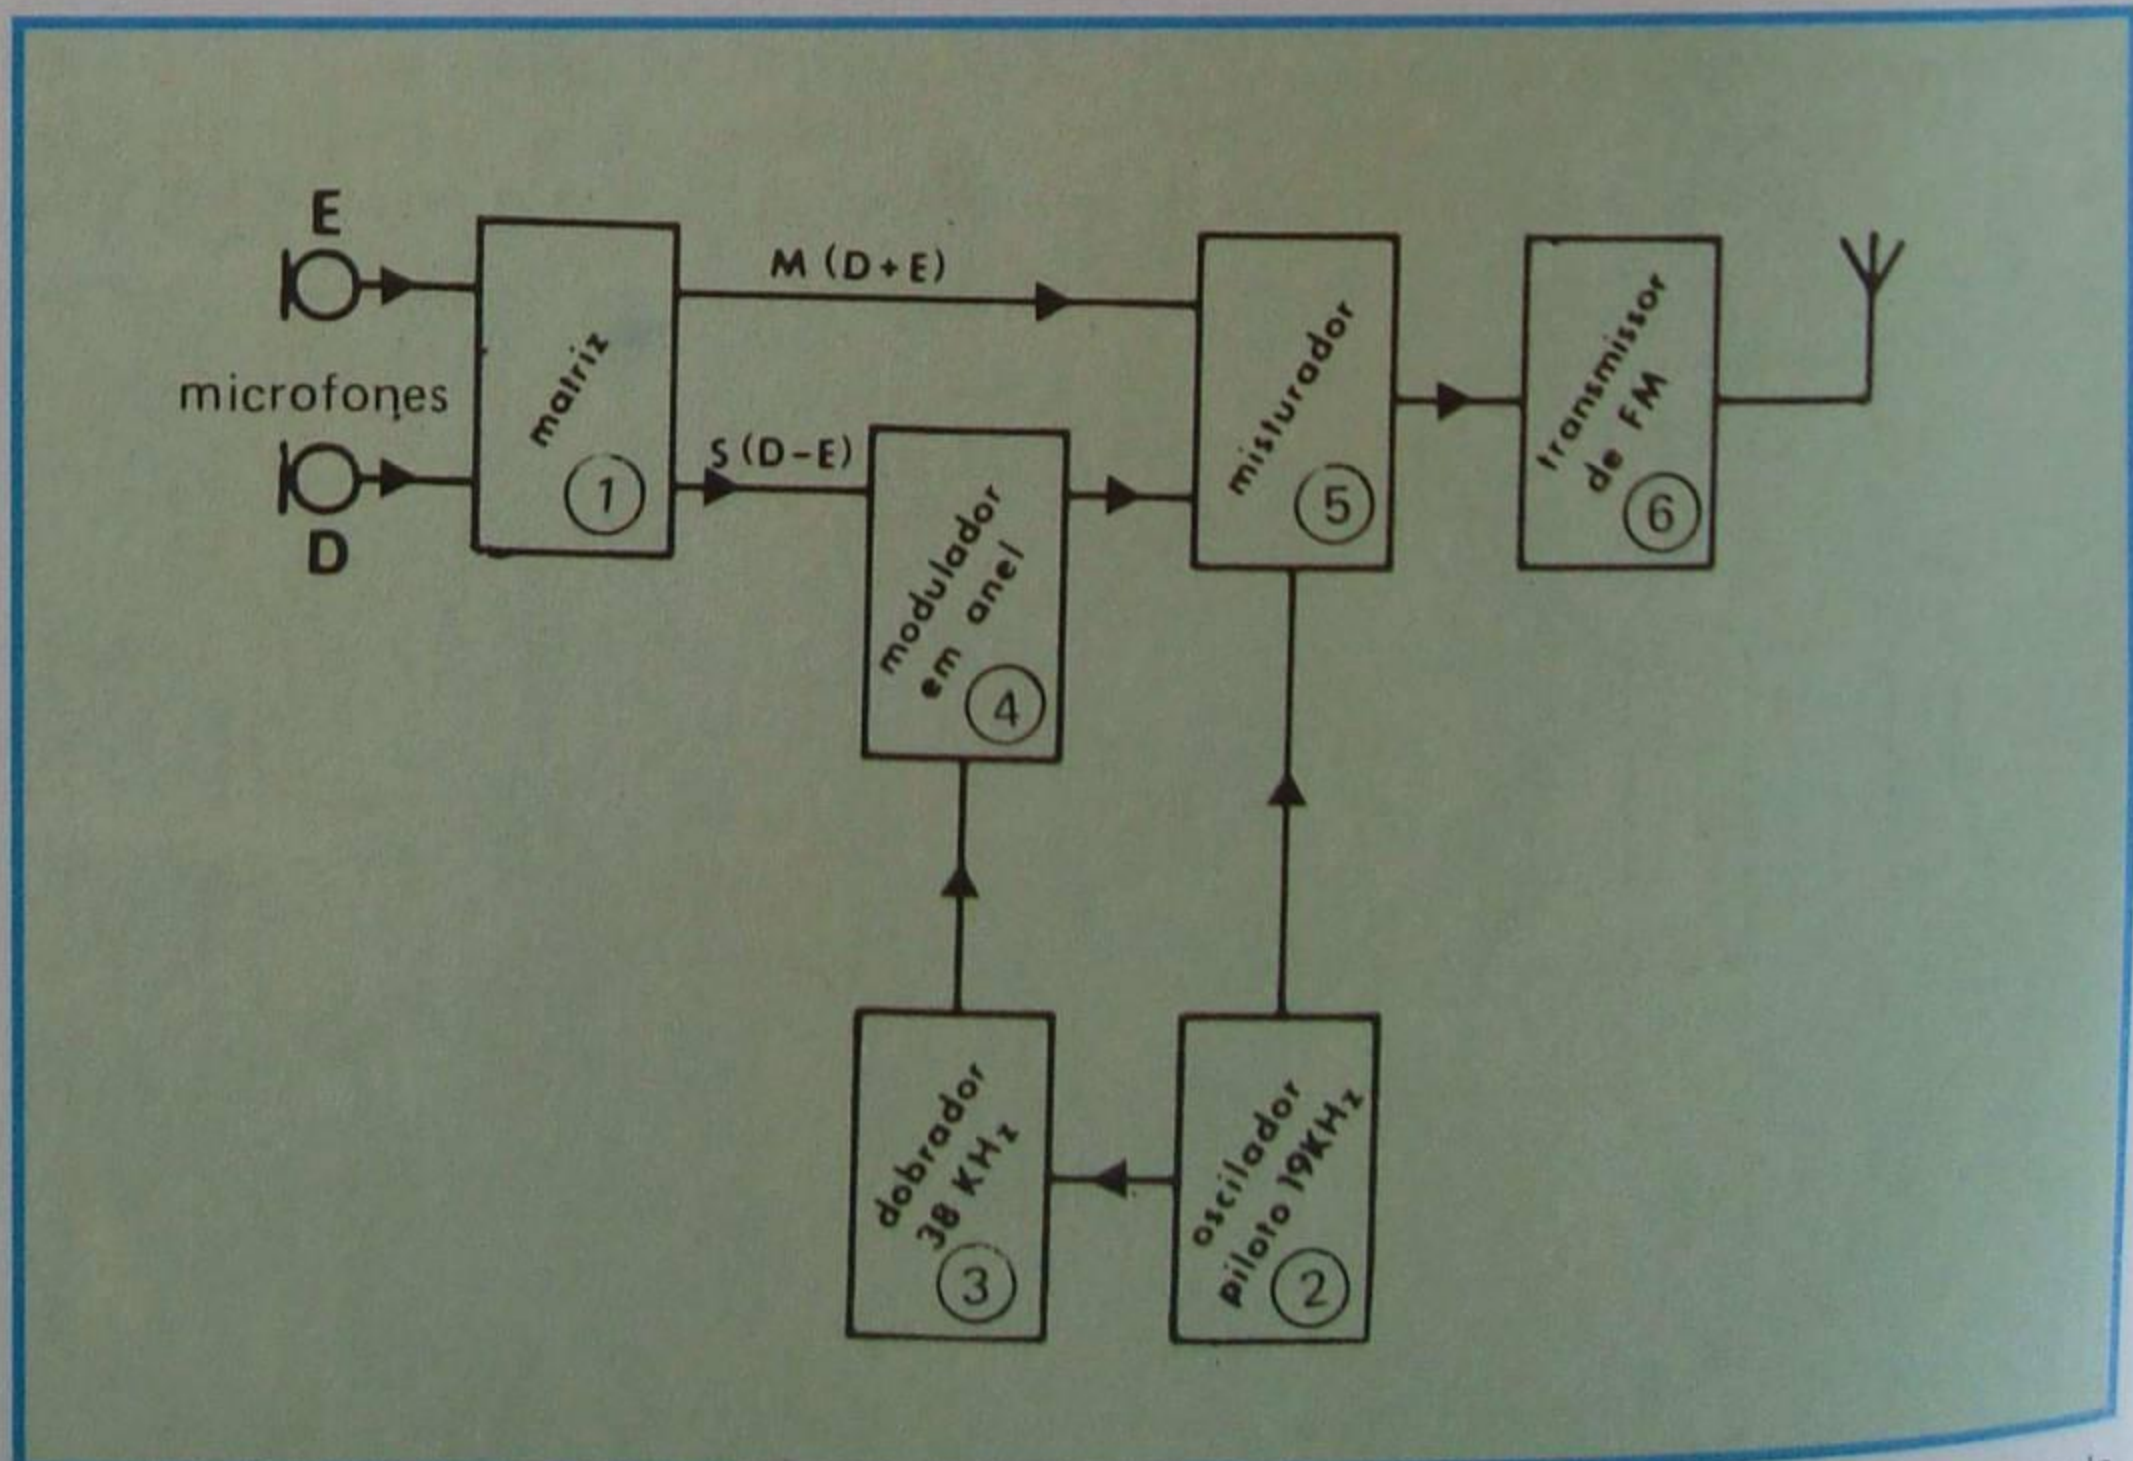 E
microfones
D
matriz
1
M (D+E)
S (D-E)
modulador
em anel
4
misturador
5
transmissor
de FM
6
dobrador
38 KHz
3
oscilador
piloto 19KHz
2